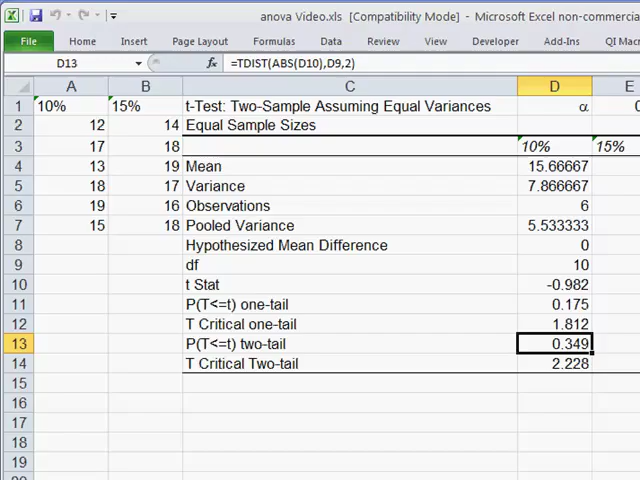 anova Video.xls [Compatibility Mode] - Microsoft Excel non-commercia
File Home Insert Page Layout Formulas Data Review Developer Add-Ins QI Mac
D13 fx =TDIST(ABS(D10),D9,2)
A B C D E
1 10% 15% t-Test: Two-Sample Assuming Equal Variances α 0
2 12 14 Equal Sample Sizes
3 17 18 10% 15%
4 13 19 Mean 15.66667
5 18 17 Variance 7.866667
6 19 16 Observations 6
7 15 18 Pooled Variance 5.533333
8 Hypothesized Mean Difference 0
9 df 10
10 t Stat -0.982
11 P(T<=t) one-tail 0.175
12 T Critical one-tail 1.812
13 P(T<=t) two-tail 0.349
14 T Critical Two-tail 2.228
15
16
17
18
19